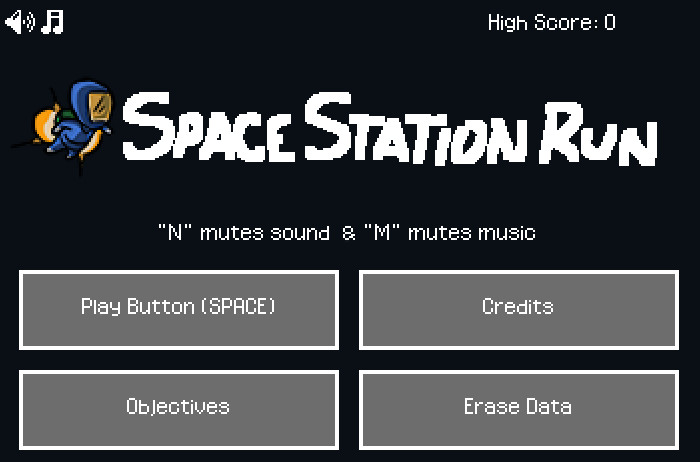 High Score: 0
SPACE STATION RUN
"N" mutes sound & "M" mutes music
Play Button (SPACE)
Credits
Objectives
Erase Data